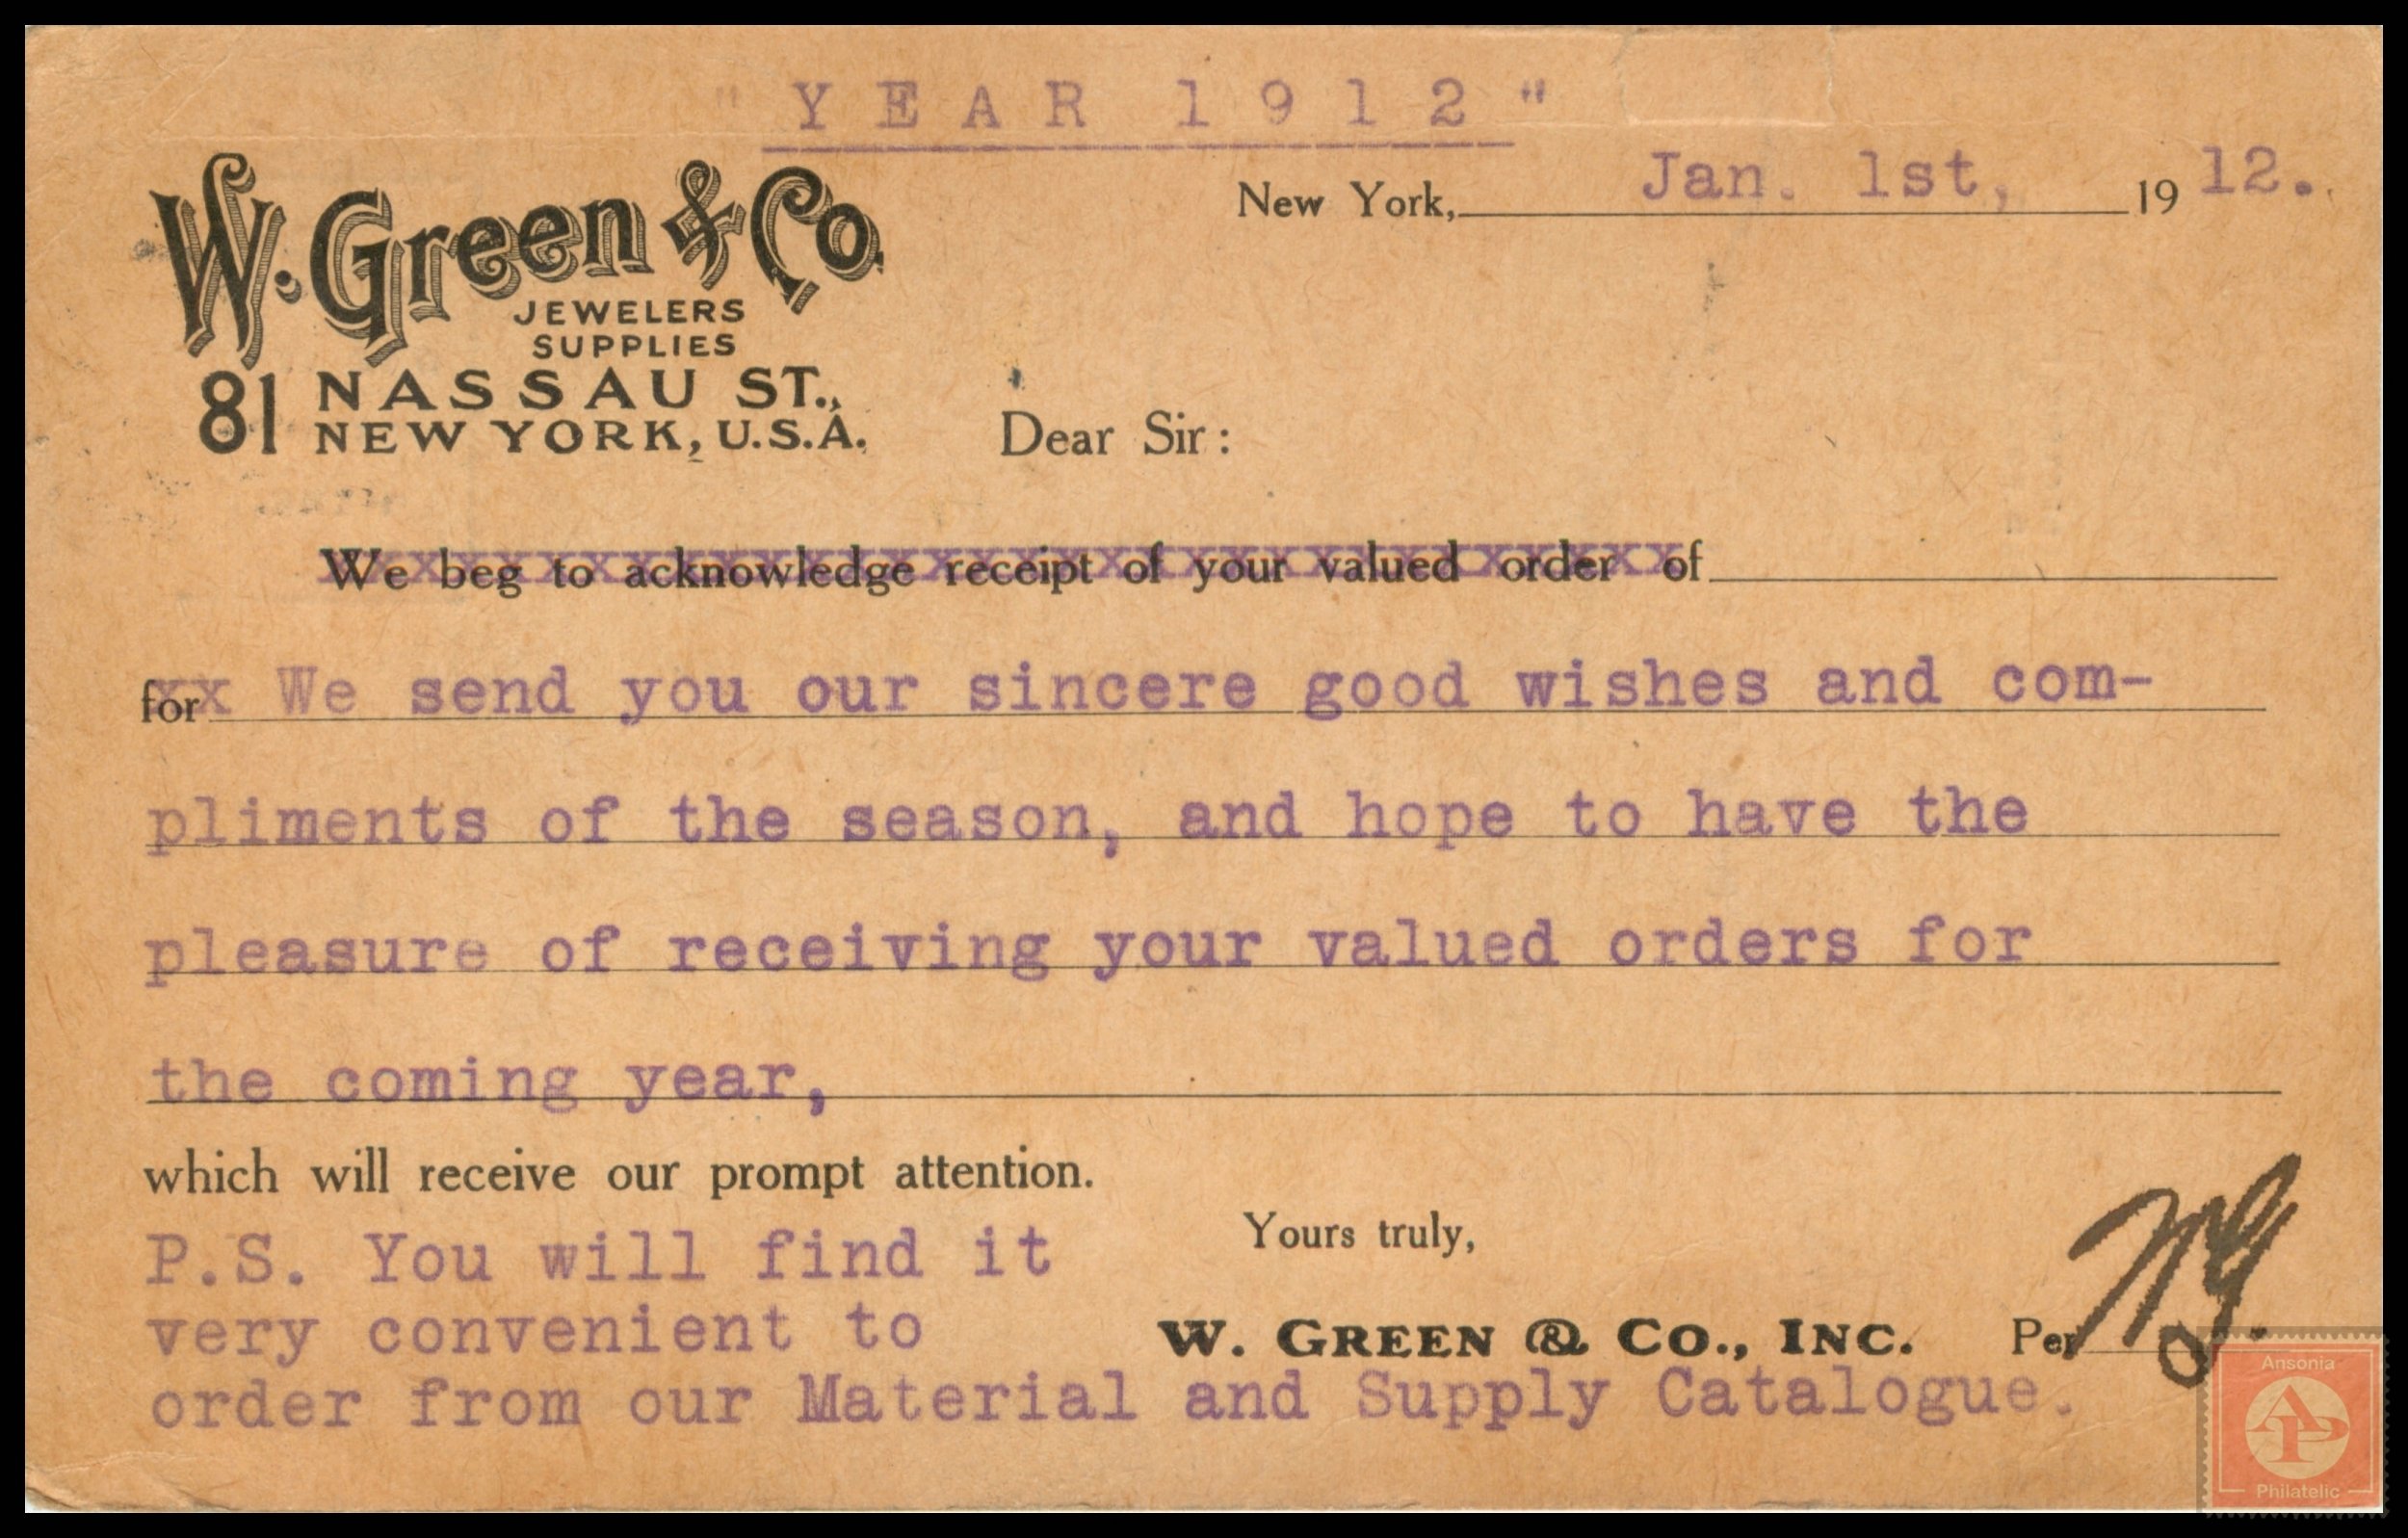 "YEAR 1912"
New York, Jan. 1st, 1912.
W. Green & Co.
JEWELERS
SUPPLIES
81 NASSAU ST.,
NEW YORK, U.S.A.
Dear Sir:
We beg to acknowledge receipt of your valued order of
for xx We send you our sincere good wishes and com-
pliments of the season, and hope to have the
pleasure of receiving your valued orders for
the coming year,
which will receive our prompt attention.
P.S. You will find it
Yours truly,
very convenient to
W. GREEN & CO., INC. Per WG.
order from our Material and Supply Catalogue.
Ansonia
AP
Philatelic